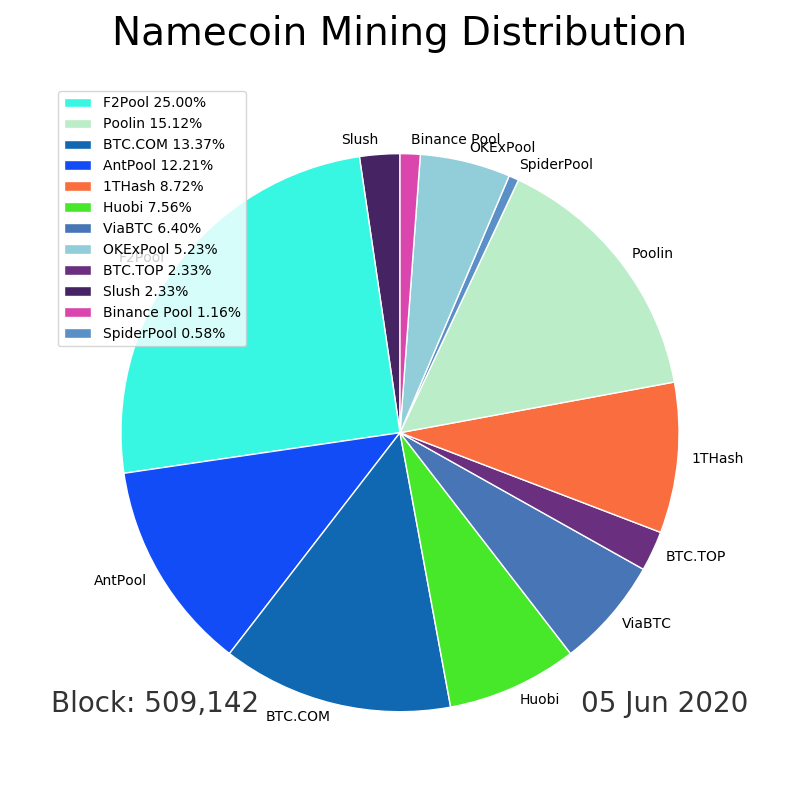 Namecoin Mining Distribution
F2Pool 25.00%
Poolin 15.12%
BTC.COM 13.37%
AntPool 12.21%
1THash 8.72%
Huobi 7.56%
ViaBTC 6.40%
OKExPool 5.23%
BTC.TOP 2.33%
Slush 2.33%
Binance Pool 1.16%
SpiderPool 0.58%
Slush
Binance Pool
OKExPool
SpiderPool
Poolin
F2Pool
1THash
BTC.TOP
AntPool
ViaBTC
Huobi
BTC.COM
Block: 509,142
05 Jun 2020